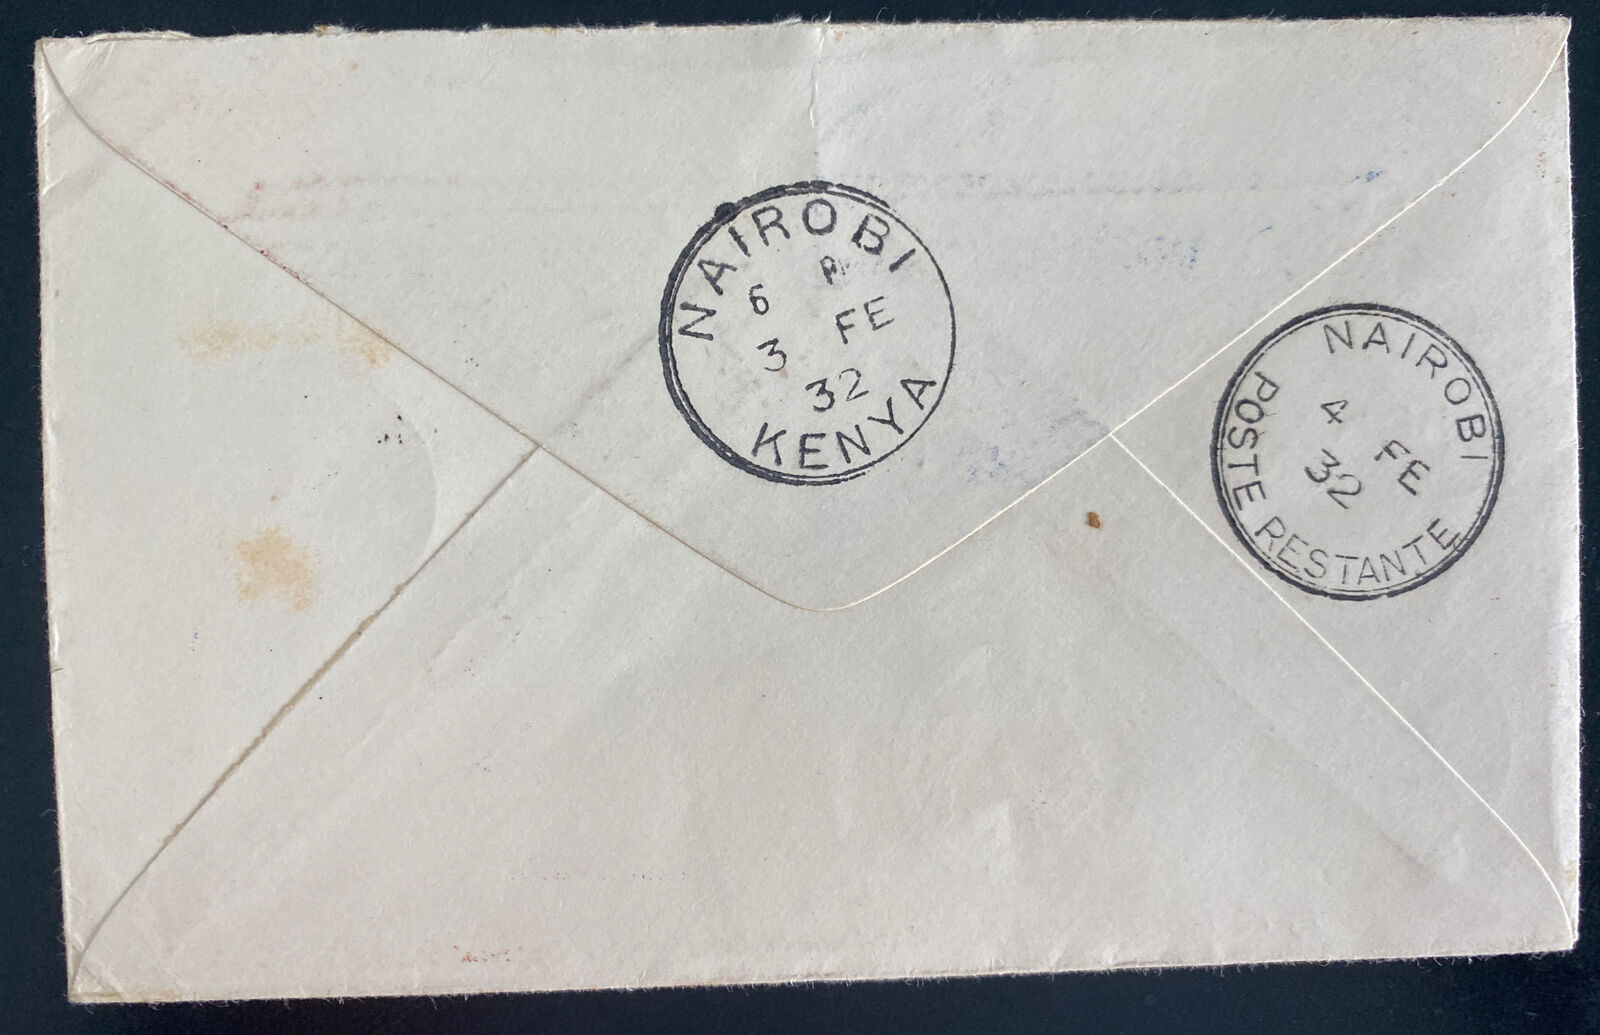 NAIROBI
6 P
3 FE
32
KENYA
NAIROBI
4 FE
32
POSTE RESTANTE